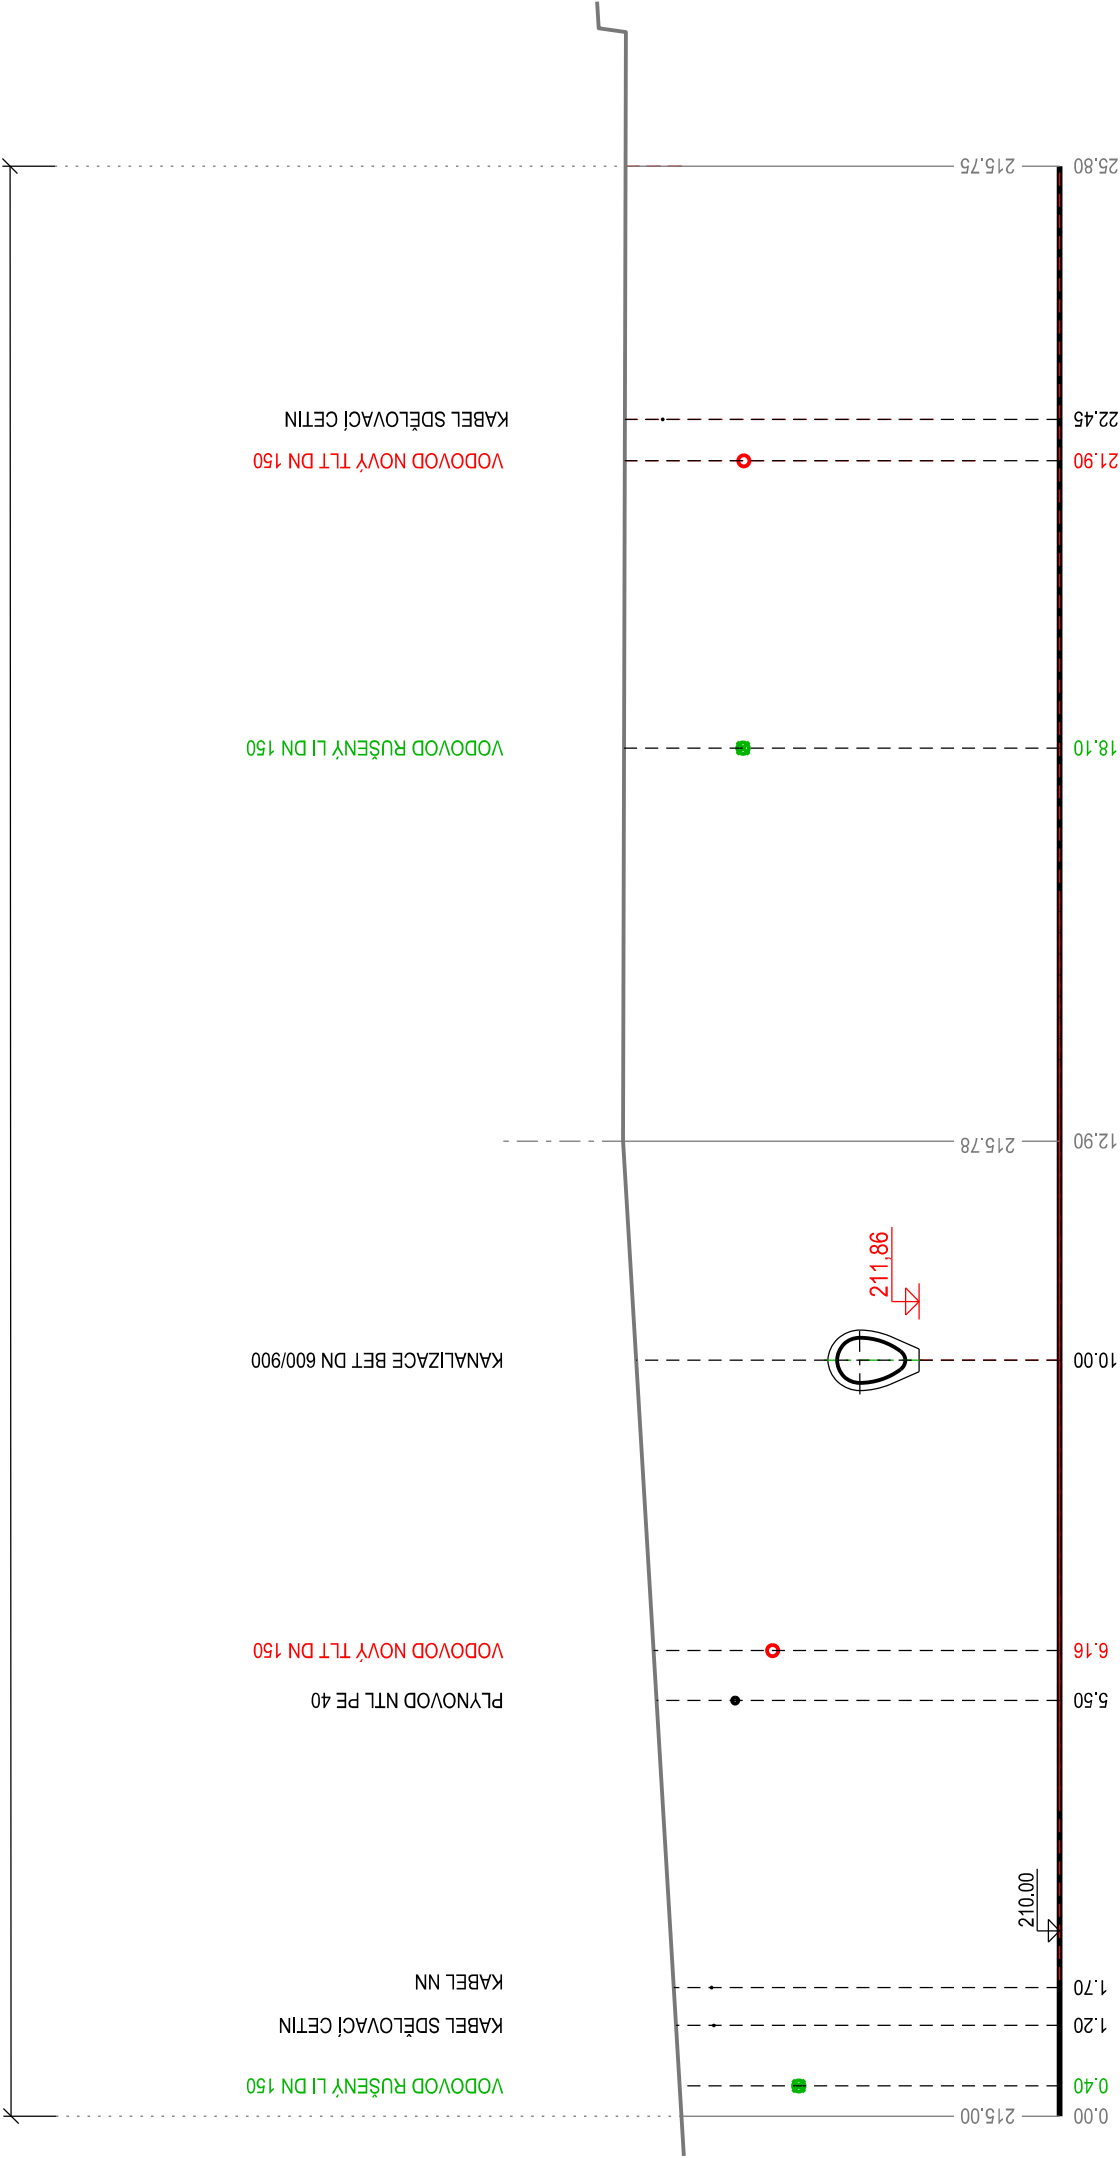 215.75 25.80
KABEL SDĚLOVACÍ CETIN 22.45
VODOVOD NOVÝ TLT DN 150 21.90
VODOVOD RUŠENÝ LI DN 150 18.10
215.78 12.90
211,86
KANALIZACE BET DN 600/900 10.00
VODOVOD NOVÝ TLT DN 150 6.16
PLYNOVOD NTL PE 40 5.50
210.00
KABEL NN 1.70
KABEL SDĚLOVACÍ CETIN 1.20
VODOVOD RUŠENÝ LI DN 150 0.40
215.00 0.00